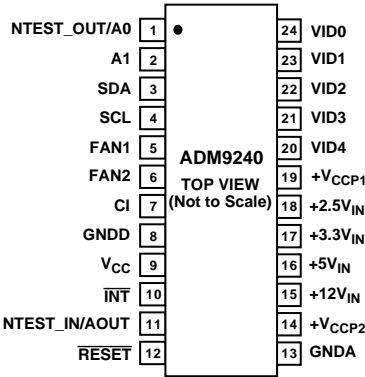 NTEST_OUT/A0 1 24 VID0
A1 2 23 VID1
SDA 3 22 VID2
SCL 4 21 VID3
FAN1 5 20 VID4
FAN2 6 19 +VCCP1
CI 7 18 +2.5VIN
GNDD 8 17 +3.3VIN
VCC 9 16 +5VIN
INT 10 15 +12VIN
NTEST_IN/AOUT 11 14 +VCCP2
RESET 12 13 GNDA
ADM9240
TOP VIEW
(Not to Scale)